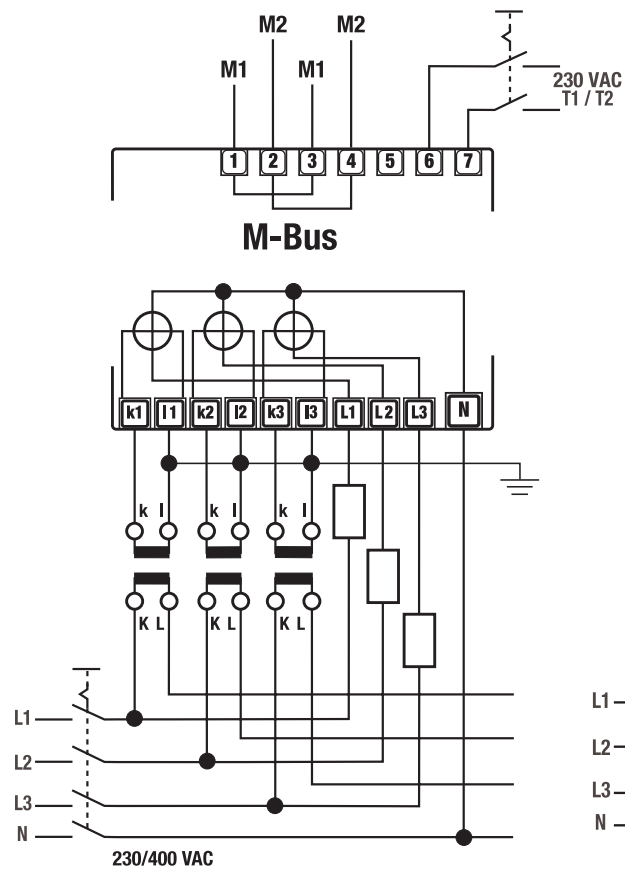 M2 M2
M1 M1
230 VAC
T1 / T2
1 2 3 4 5 6 7
M-Bus
k1 l1 k2 l2 k3 l3 L1 L2 L3 N
k l k l k l
K L K L K L
L1 L1
L2 L2
L3 L3
N N
230/400 VAC